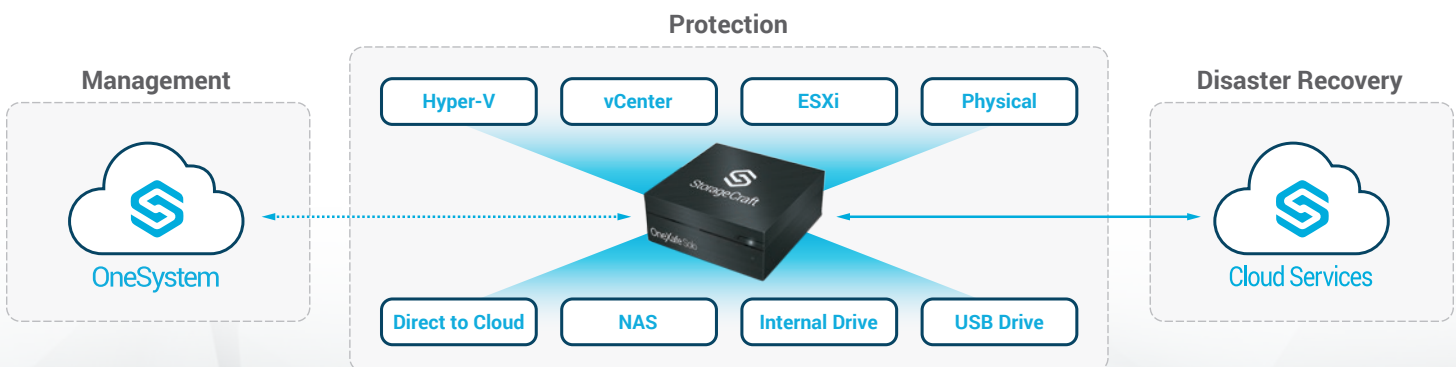 Protection
Management
Disaster Recovery
Hyper-V
vCenter
ESXi
Physical
StorageCraft
OneXafe Solo
OneSystem
Cloud Services
Direct to Cloud
NAS
Internal Drive
USB Drive